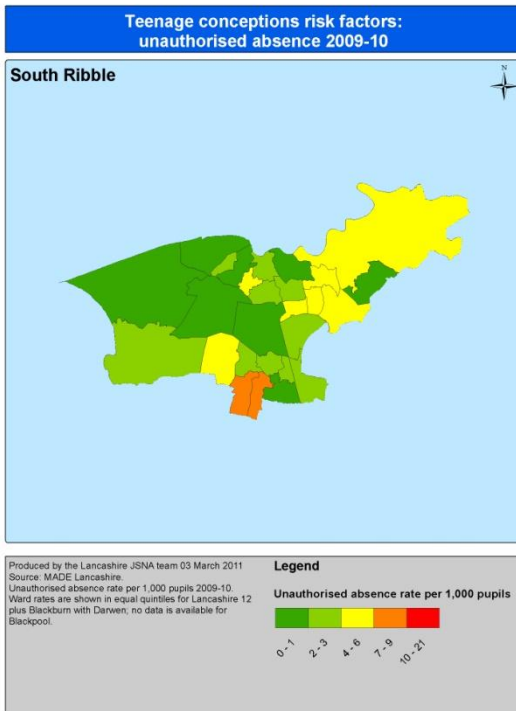 Teenage conceptions risk factors:
unauthorised absence 2009-10
South Ribble
N
Produced by the Lancashire JSNA team 03 March 2011
Source: MADE Lancashire.
Unauthorised absence rate per 1,000 pupils 2009-10.
Ward rates are shown in equal quintiles for Lancashire 12
plus Blackburn with Darwen; no data is available for
Blackpool.
Legend
Unauthorised absence rate per 1,000 pupils
0 - 1
2 - 3
4 - 6
7 - 9
10 - 21